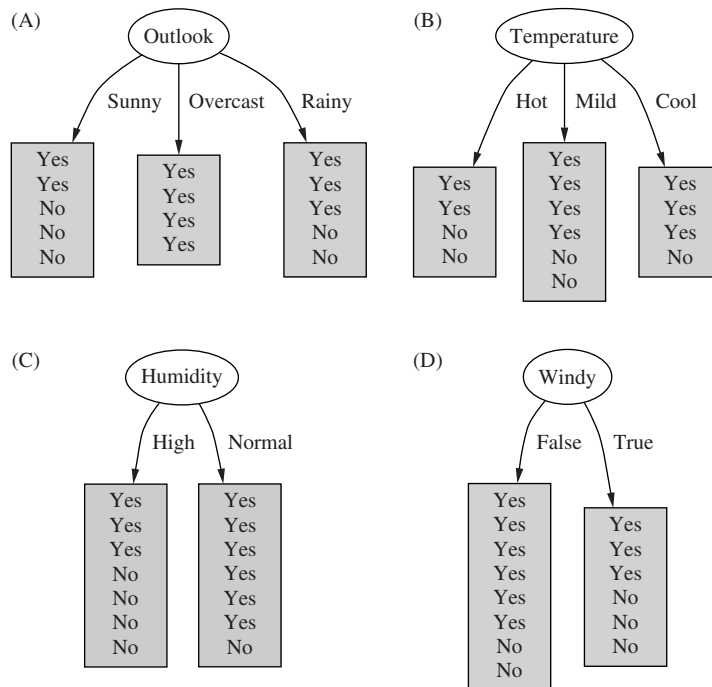 (A)
Outlook
Sunny Overcast Rainy
Yes
Yes
No
No
No
Yes
Yes
Yes
Yes
Yes
Yes
Yes
No
No
(B)
Temperature
Hot Mild Cool
Yes
Yes
No
No
Yes
Yes
Yes
Yes
No
No
Yes
Yes
Yes
No
(C)
Humidity
High Normal
Yes
Yes
Yes
No
No
No
No
Yes
Yes
Yes
Yes
Yes
Yes
No
(D)
Windy
False True
Yes
Yes
Yes
Yes
Yes
Yes
No
No
Yes
Yes
Yes
No
No
No